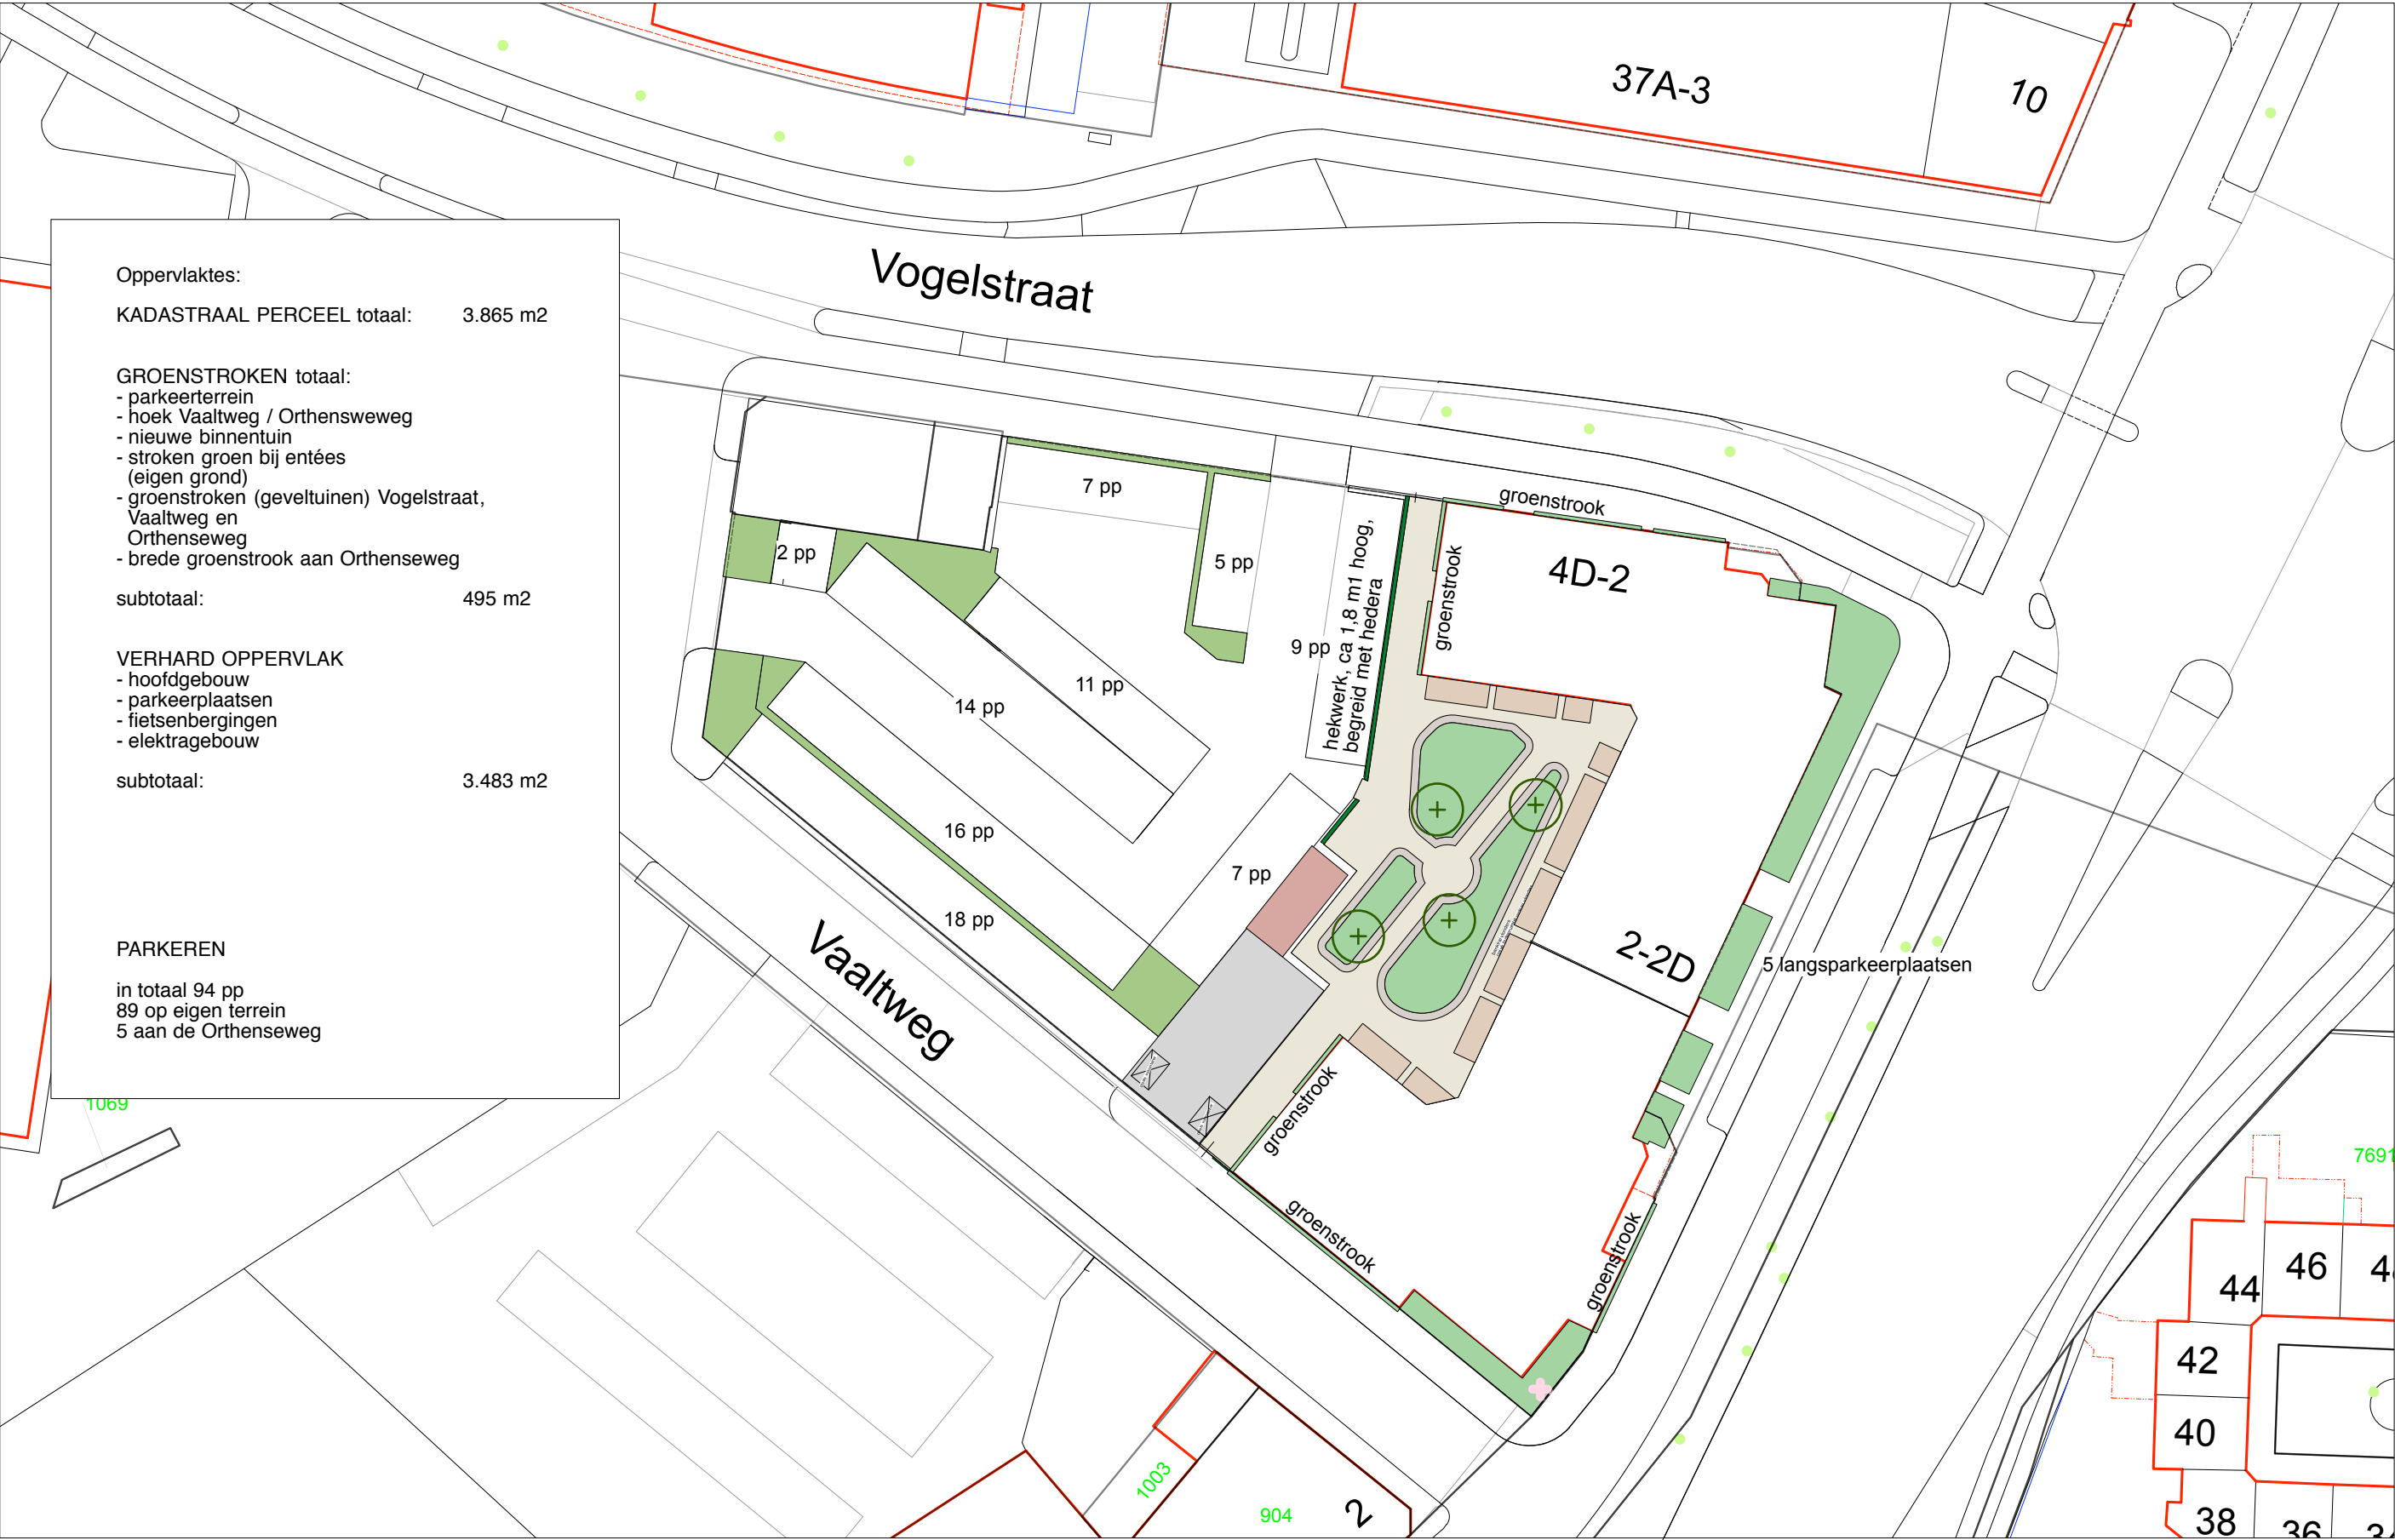 37A-3
10
Vogelstraat
Oppervlaktes:
KADASTRAAL PERCEEL totaal: 3.865 m2
GROENSTROKEN totaal:
- parkeerterrein
- hoek Vaaltweg / Orthensweweg
- nieuwe binnentuin
- stroken groen bij entées
(eigen grond)
- groenstroken (geveltuinen) Vogelstraat,
Vaaltweg en
Orthenseweg
- brede groenstrook aan Orthenseweg
subtotaal: 495 m2
VERHARD OPPERVLAK
- hoofdgebouw
- parkeerplaatsen
- fietsenbergingen
- elektragebouw
subtotaal: 3.483 m2
PARKEREN
in totaal 94 pp
89 op eigen terrein
5 aan de Orthenseweg
1069
7 pp
2 pp
5 pp
9 pp
hekwerk, ca 1,8 m1 hoog,
begreid met hedera
groenstrook
groenstrook
4D-2
11 pp
14 pp
16 pp
7 pp
18 pp
Vaaltweg
2-2D
5 langsparkeerplaatsen
groenstrook
groenstrook
groenstrook
7691
44
46
42
40
38
36
1003
904
2